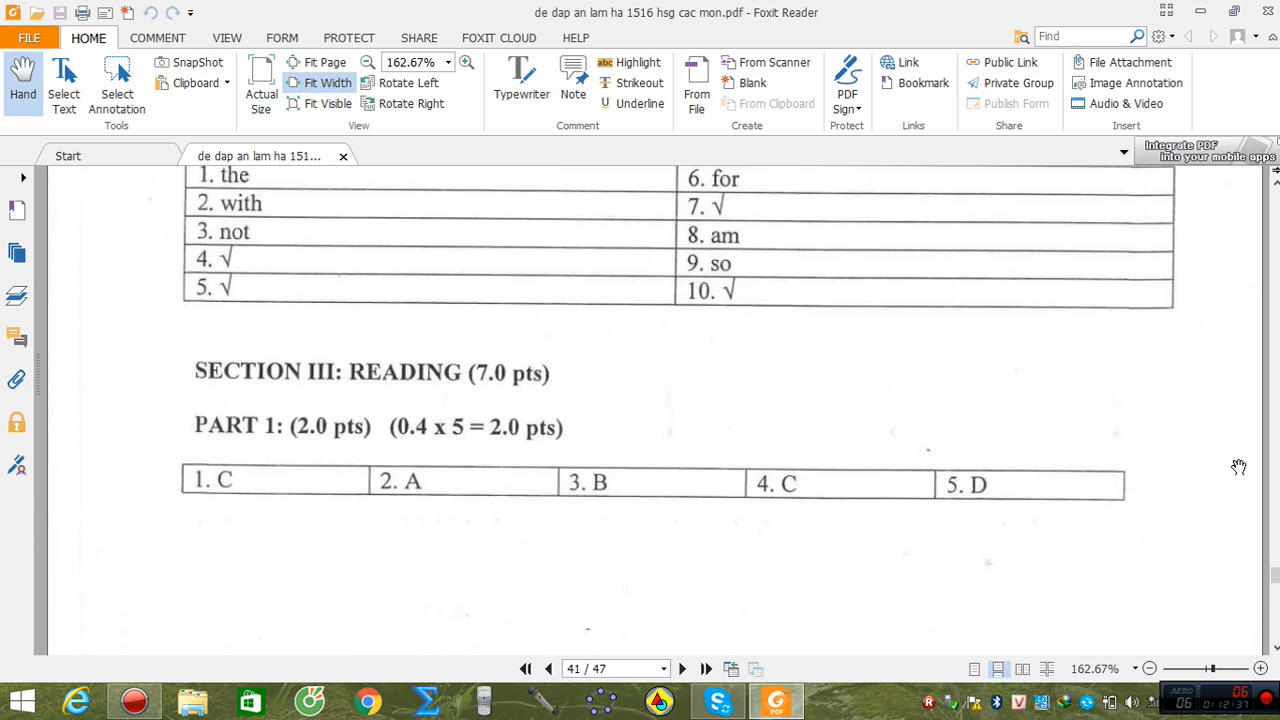 de dap an lam ha 1516 hsg cac mon.pdf - Foxit Reader
FILE HOME COMMENT VIEW FORM PROTECT SHARE FOXIT CLOUD HELP Find
Hand
Select Text
Select Annotation
SnapShot
Clipboard
Tools
Actual Size
Fit Page
Fit Width
Fit Visible
162.67%
Rotate Left
Rotate Right
View
Typewriter
Note
Highlight
Strikeout
Underline
Comment
From File
From Scanner
Blank
From Clipboard
Create
PDF Sign
Protect
Link
Bookmark
Links
Public Link
Private Group
Publish Form
Share
File Attachment
Image Annotation
Audio & Video
Insert
Start
de dap an lam ha 151...
Integrate PDF
into your mobile apps
1. the 6. for
2. with 7. √
3. not 8. am
4. √ 9. so
5. √ 10. √
SECTION III: READING (7.0 pts)
PART 1: (2.0 pts) (0.4 x 5 = 2.0 pts)
1. C 2. A 3. B 4. C 5. D
41 / 47 162.67%
AERO 06 06 0:12:37